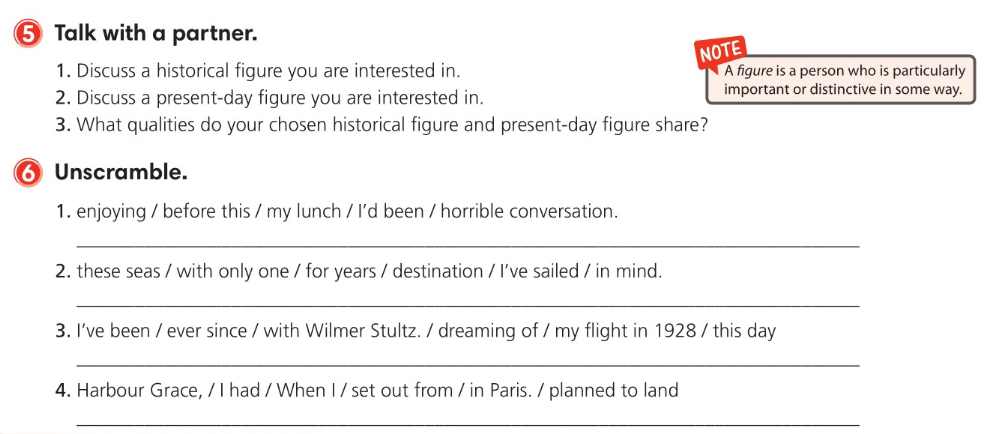 5 Talk with a partner.
1. Discuss a historical figure you are interested in.
2. Discuss a present-day figure you are interested in.
3. What qualities do your chosen historical figure and present-day figure share?
NOTE
A figure is a person who is particularly
important or distinctive in some way.
6 Unscramble.
1. enjoying / before this / my lunch / I'd been / horrible conversation.
2. these seas / with only one / for years / destination / I've sailed / in mind.
3. I've been / ever since / with Wilmer Stultz. / dreaming of / my flight in 1928 / this day
4. Harbour Grace, / I had / When I / set out from / in Paris. / planned to land